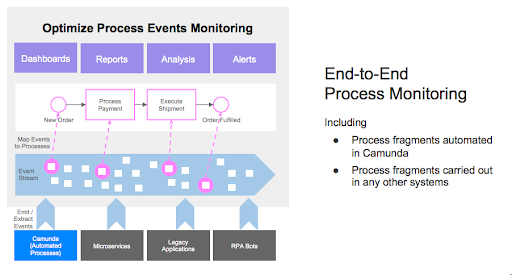 Optimize Process Events Monitoring
Dashboards
Reports
Analysis
Alerts
New Order
Process
Payment
Execute
Shipment
Order Fulfilled
Map Events
to Processes
Event
Stream
Emit /
Extract
Events
Camunda
(Automated
Processes)
Microservices
Legacy
Applications
RPA Bots
End-to-End
Process Monitoring
Including
● Process fragments automated
in Camunda
● Process fragments carried out
in any other systems